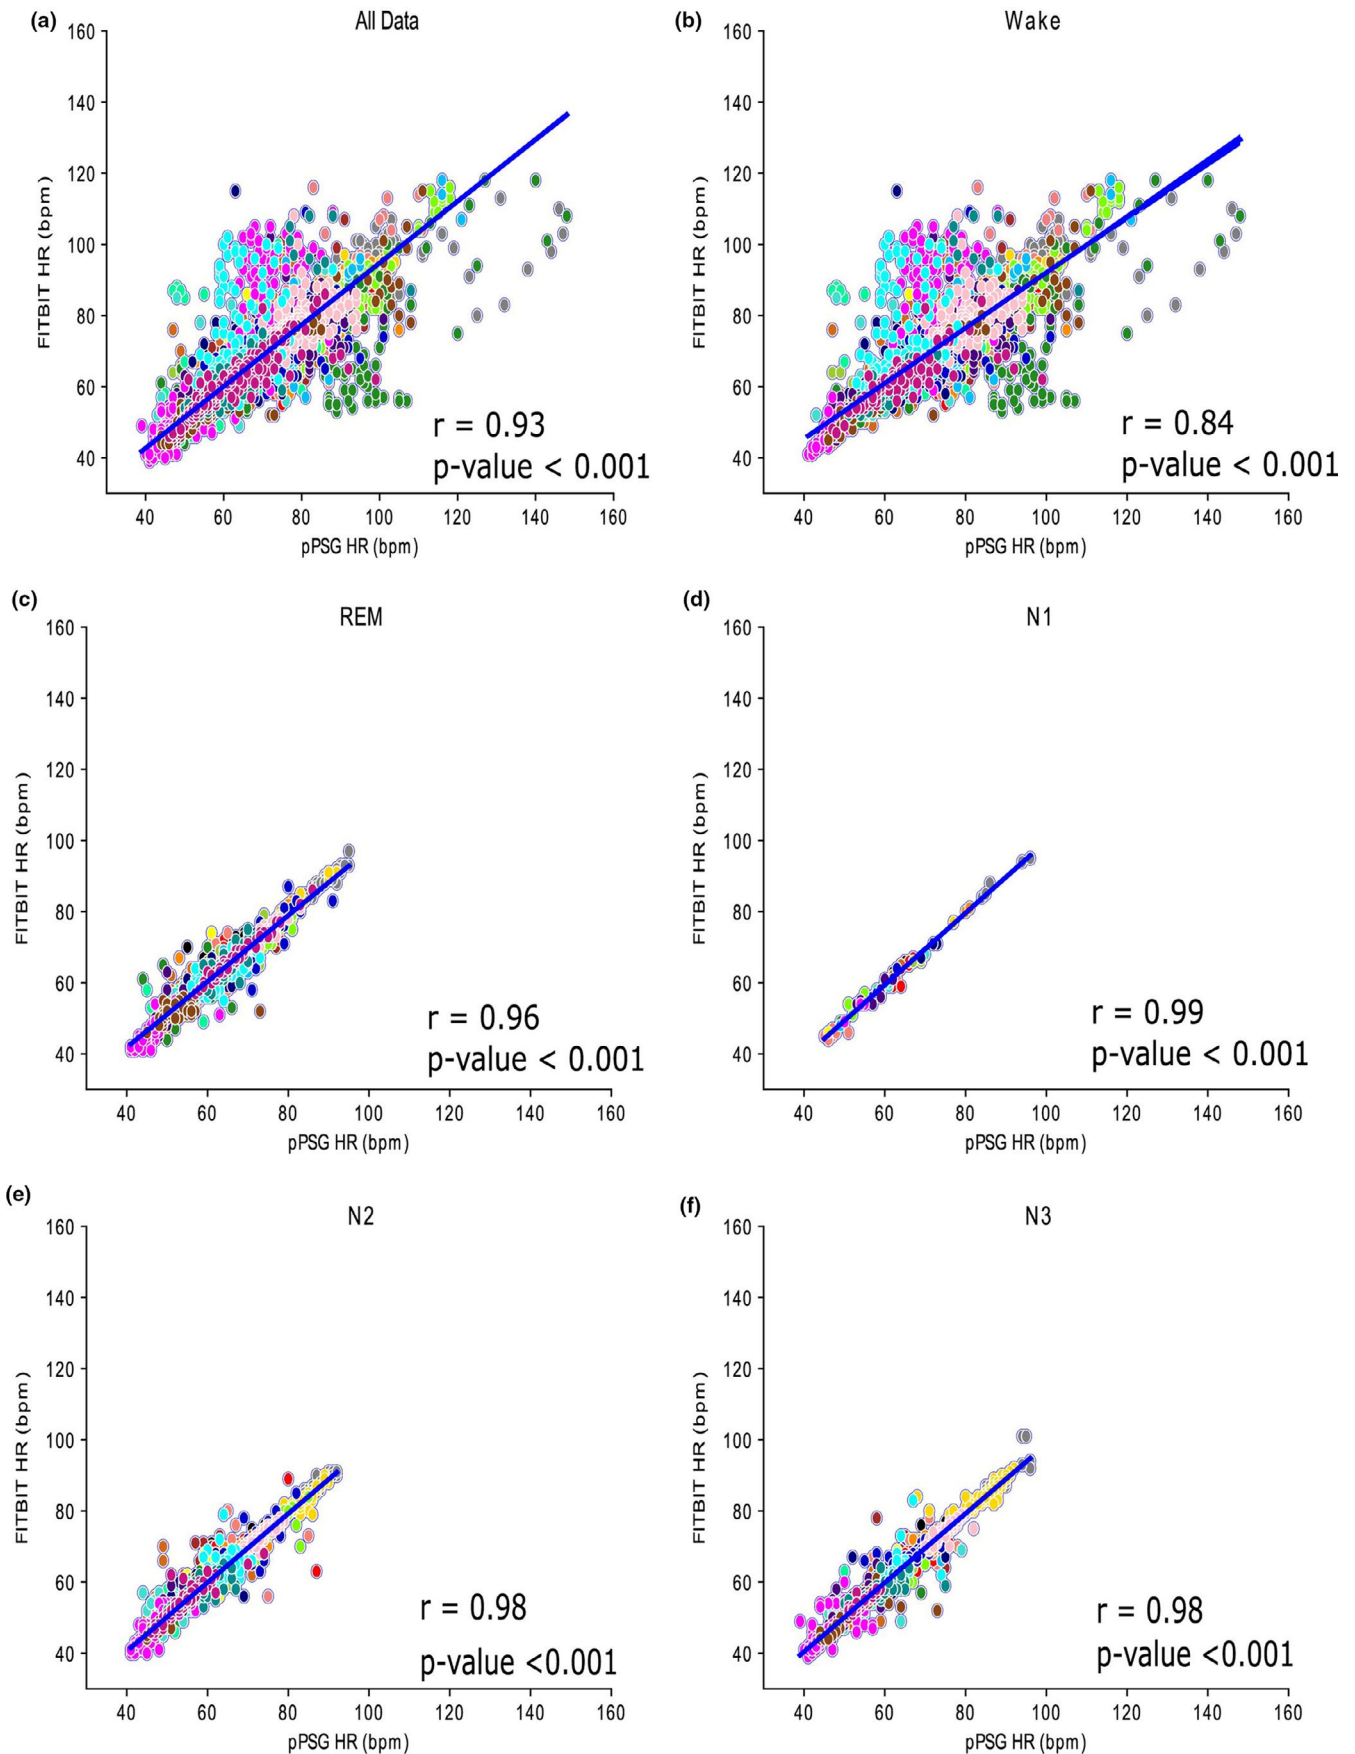 (a)
All Data
160
140
120
100
80
60
40
FITBIT HR (bpm)
r = 0.93
p-value < 0.001
40 60 80 100 120 140 160
pPSG HR (bpm)
(b)
Wake
160
140
120
100
80
60
40
FITBIT HR (bpm)
r = 0.84
p-value < 0.001
40 60 80 100 120 140 160
pPSG HR (bpm)
(c)
REM
160
140
120
100
80
60
40
FITBIT HR (bpm)
r = 0.96
p-value < 0.001
40 60 80 100 120 140 160
pPSG HR (bpm)
(d)
N1
160
140
120
100
80
60
40
FITBIT HR (bpm)
r = 0.99
p-value < 0.001
40 60 80 100 120 140 160
pPSG HR (bpm)
(e)
N2
160
140
120
100
80
60
40
FITBIT HR (bpm)
r = 0.98
p-value <0.001
40 60 80 100 120 140 160
pPSG HR (bpm)
(f)
N3
160
140
120
100
80
60
40
FITBIT HR (bpm)
r = 0.98
p-value <0.001
40 60 80 100 120 140 160
pPSG HR (bpm)